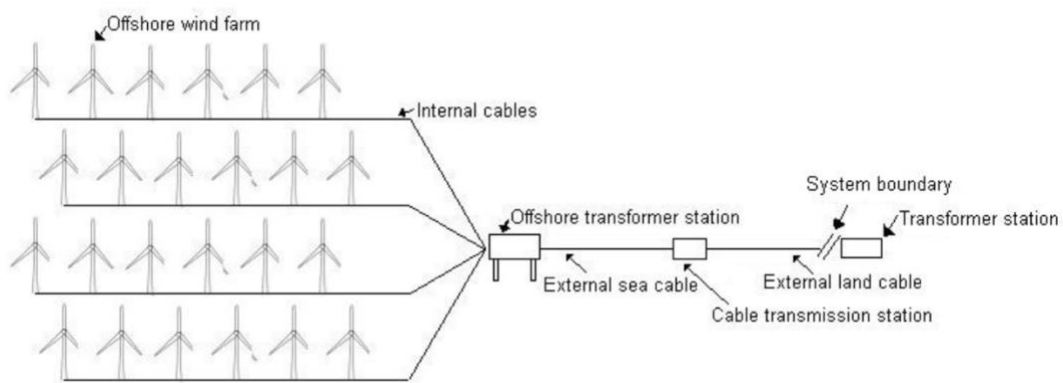 Offshore wind farm
Internal cables
System boundary
Offshore transformer station
Transformer station
External sea cable
External land cable
Cable transmission station